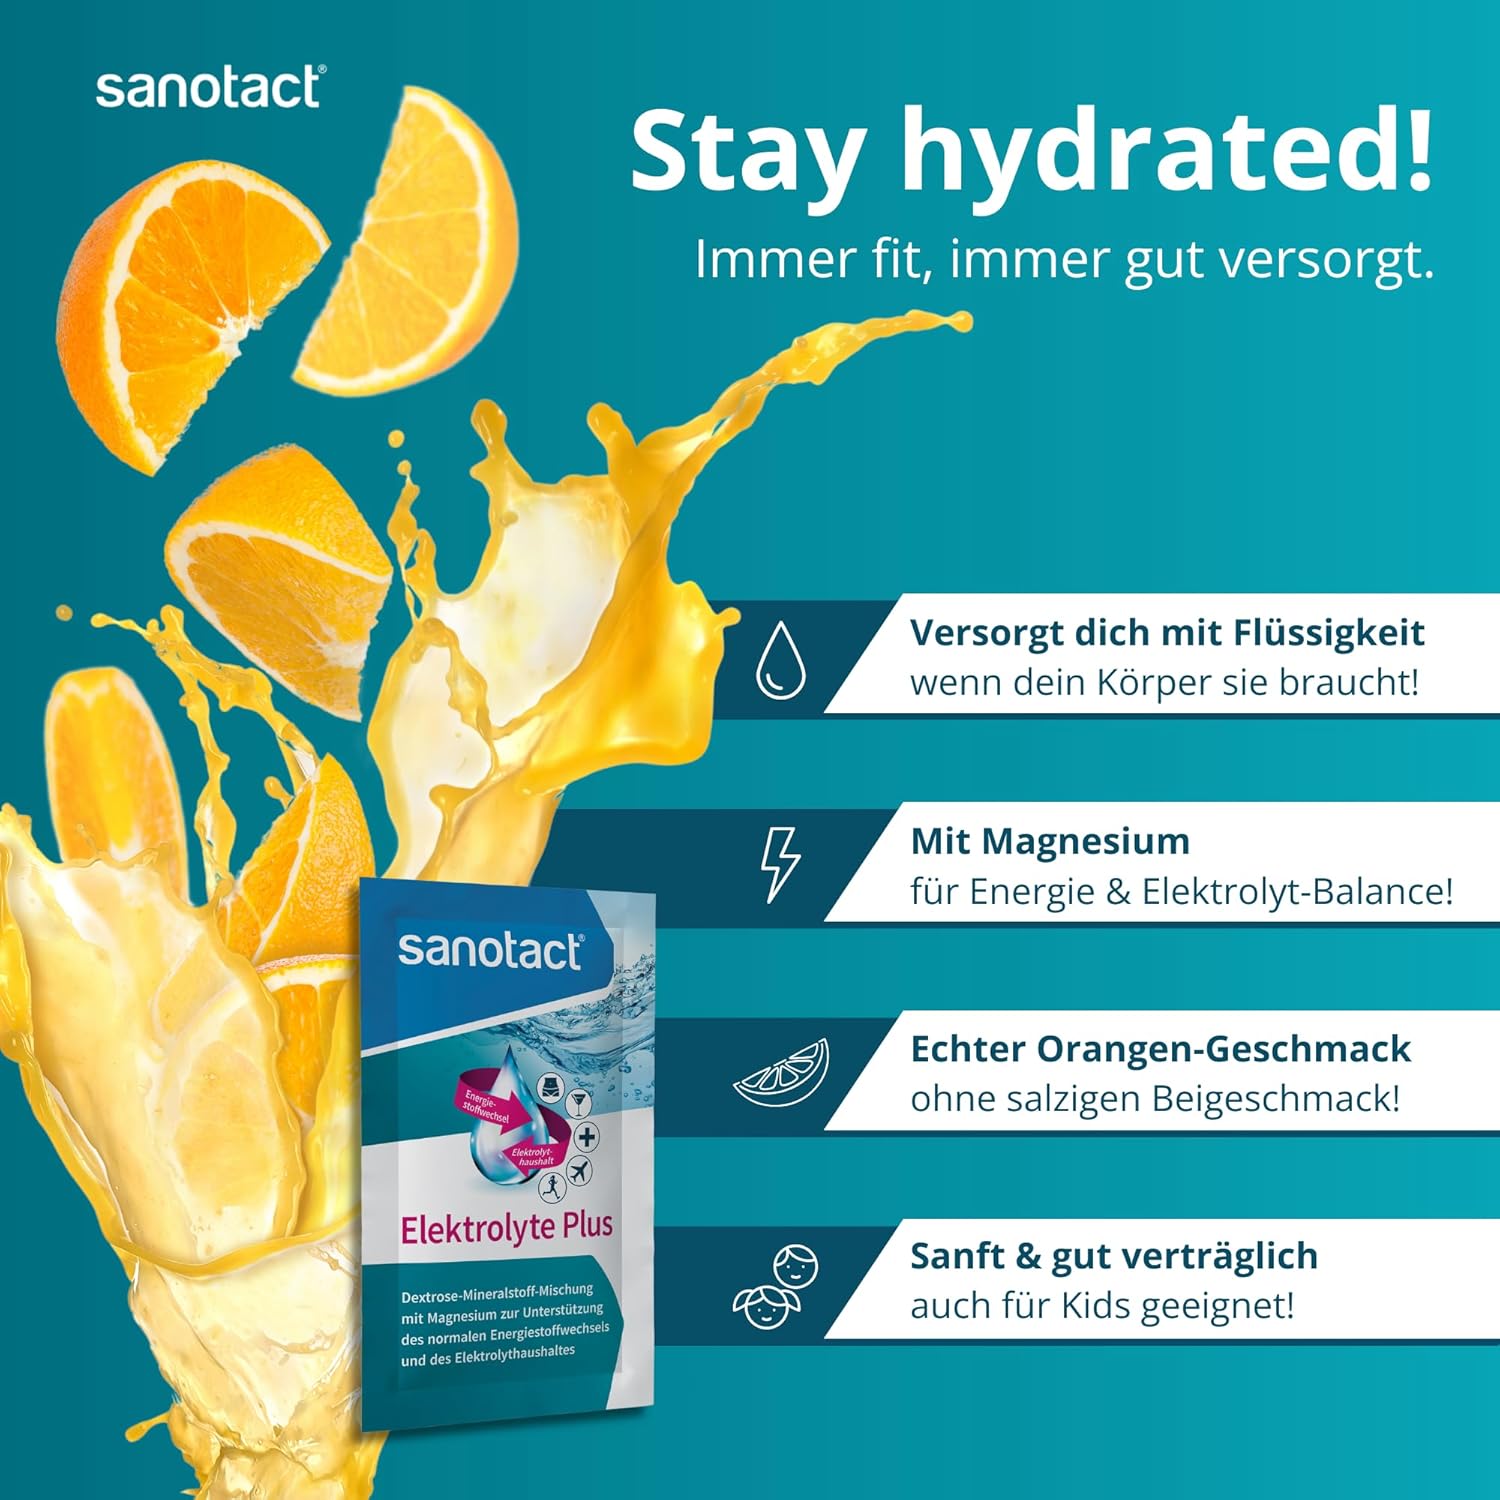 sanotact®
Stay hydrated!
Immer fit, immer gut versorgt.
Versorgt dich mit Flüssigkeit
wenn dein Körper sie braucht!
Mit Magnesium
für Energie & Elektrolyt-Balance!
Echter Orangen-Geschmack
ohne salzigen Beigeschmack!
Sanft & gut verträglich
auch für Kids geeignet!
sanotact®
Energie-
stoffwechsel
Elektrolyt-
haushalt
Elektrolyte Plus
Dextrose-Mineralstoff-Mischung
mit Magnesium zur Unterstützung
des normalen Energiestoffwechsels
und des Elektrolythaushaltes